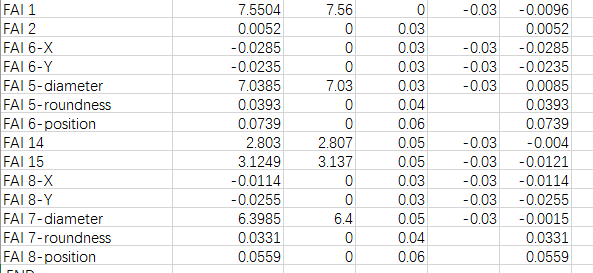 FAI 1 7.5504 7.56 0 -0.03 -0.0096
FAI 2 0.0052 0 0.03 0.0052
FAI 6-X -0.0285 0 0.03 -0.03 -0.0285
FAI 6-Y -0.0235 0 0.03 -0.03 -0.0235
FAI 5-diameter 7.0385 7.03 0.03 -0.03 0.0085
FAI 5-roundness 0.0393 0 0.04 0.0393
FAI 6-position 0.0739 0 0.06 0.0739
FAI 14 2.803 2.807 0.05 -0.03 -0.004
FAI 15 3.1249 3.137 0.05 -0.03 -0.0121
FAI 8-X -0.0114 0 0.03 -0.03 -0.0114
FAI 8-Y -0.0255 0 0.03 -0.03 -0.0255
FAI 7-diameter 6.3985 6.4 0.05 -0.03 -0.0015
FAI 7-roundness 0.0331 0 0.04 0.0331
FAI 8-position 0.0559 0 0.06 0.0559